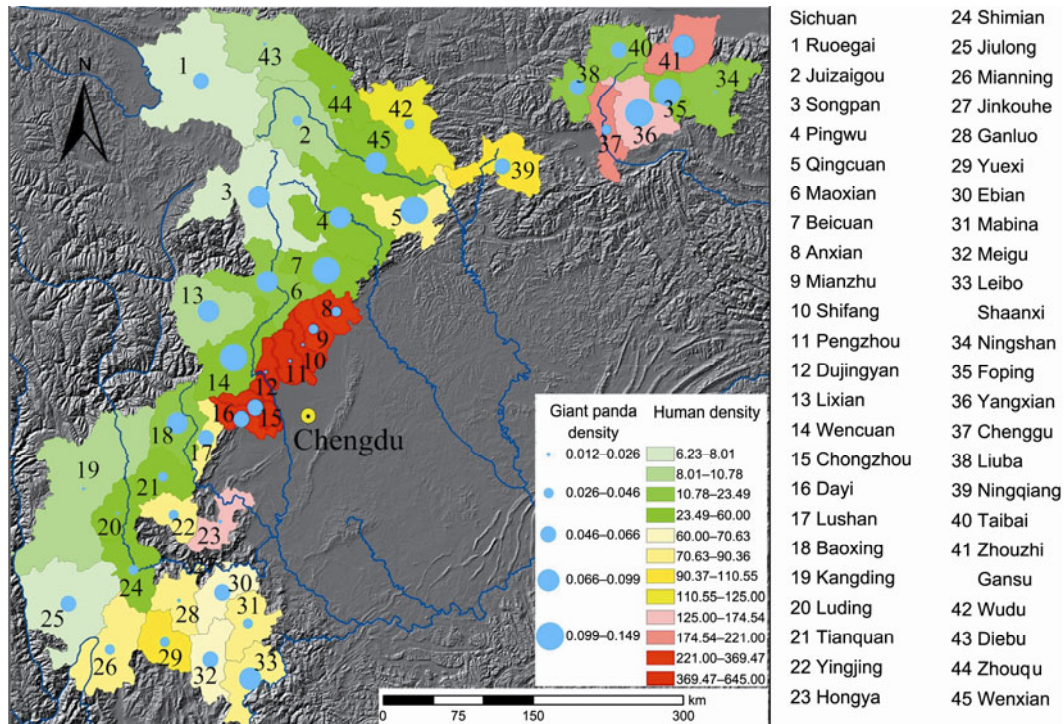 N
1
43
44
2
42
45
3
4
5
39
40
41
38
34
35
36
37
7
6
13
8
9
10
11
14
12
16
15
Chengdu
18
17
19
21
20
22
23
27
24
25
28
30
31
26
29
32
33
Giant panda density
0.012–0.026
0.026–0.046
0.046–0.066
0.066–0.099
0.099–0.149
Human density
6.23–8.01
8.01–10.78
10.78–23.49
23.49–60.00
60.00–70.63
70.63–90.36
90.37–110.55
110.55–125.00
125.00–174.54
174.54–221.00
221.00–369.47
369.47–645.00
km
0 75 150 300
Sichuan
1 Ruoegai
2 Juizaigou
3 Songpan
4 Pingwu
5 Qingcuan
6 Maoxian
7 Beicuan
8 Anxian
9 Mianzhu
10 Shifang
11 Pengzhou
12 Dujingyan
13 Lixian
14 Wencuan
15 Chongzhou
16 Dayi
17 Lushan
18 Baoxing
19 Kangding
20 Luding
21 Tianquan
22 Yingjing
23 Hongya
24 Shimian
25 Jiulong
26 Mianning
27 Jinkouhe
28 Ganluo
29 Yuexi
30 Ebian
31 Mabina
32 Meigu
33 Leibo
Shaanxi
34 Ningshan
35 Foping
36 Yangxian
37 Chenggu
38 Liuba
39 Ningqiang
40 Taibai
41 Zhouzhi
Gansu
42 Wudu
43 Diebu
44 Zhouqu
45 Wenxian